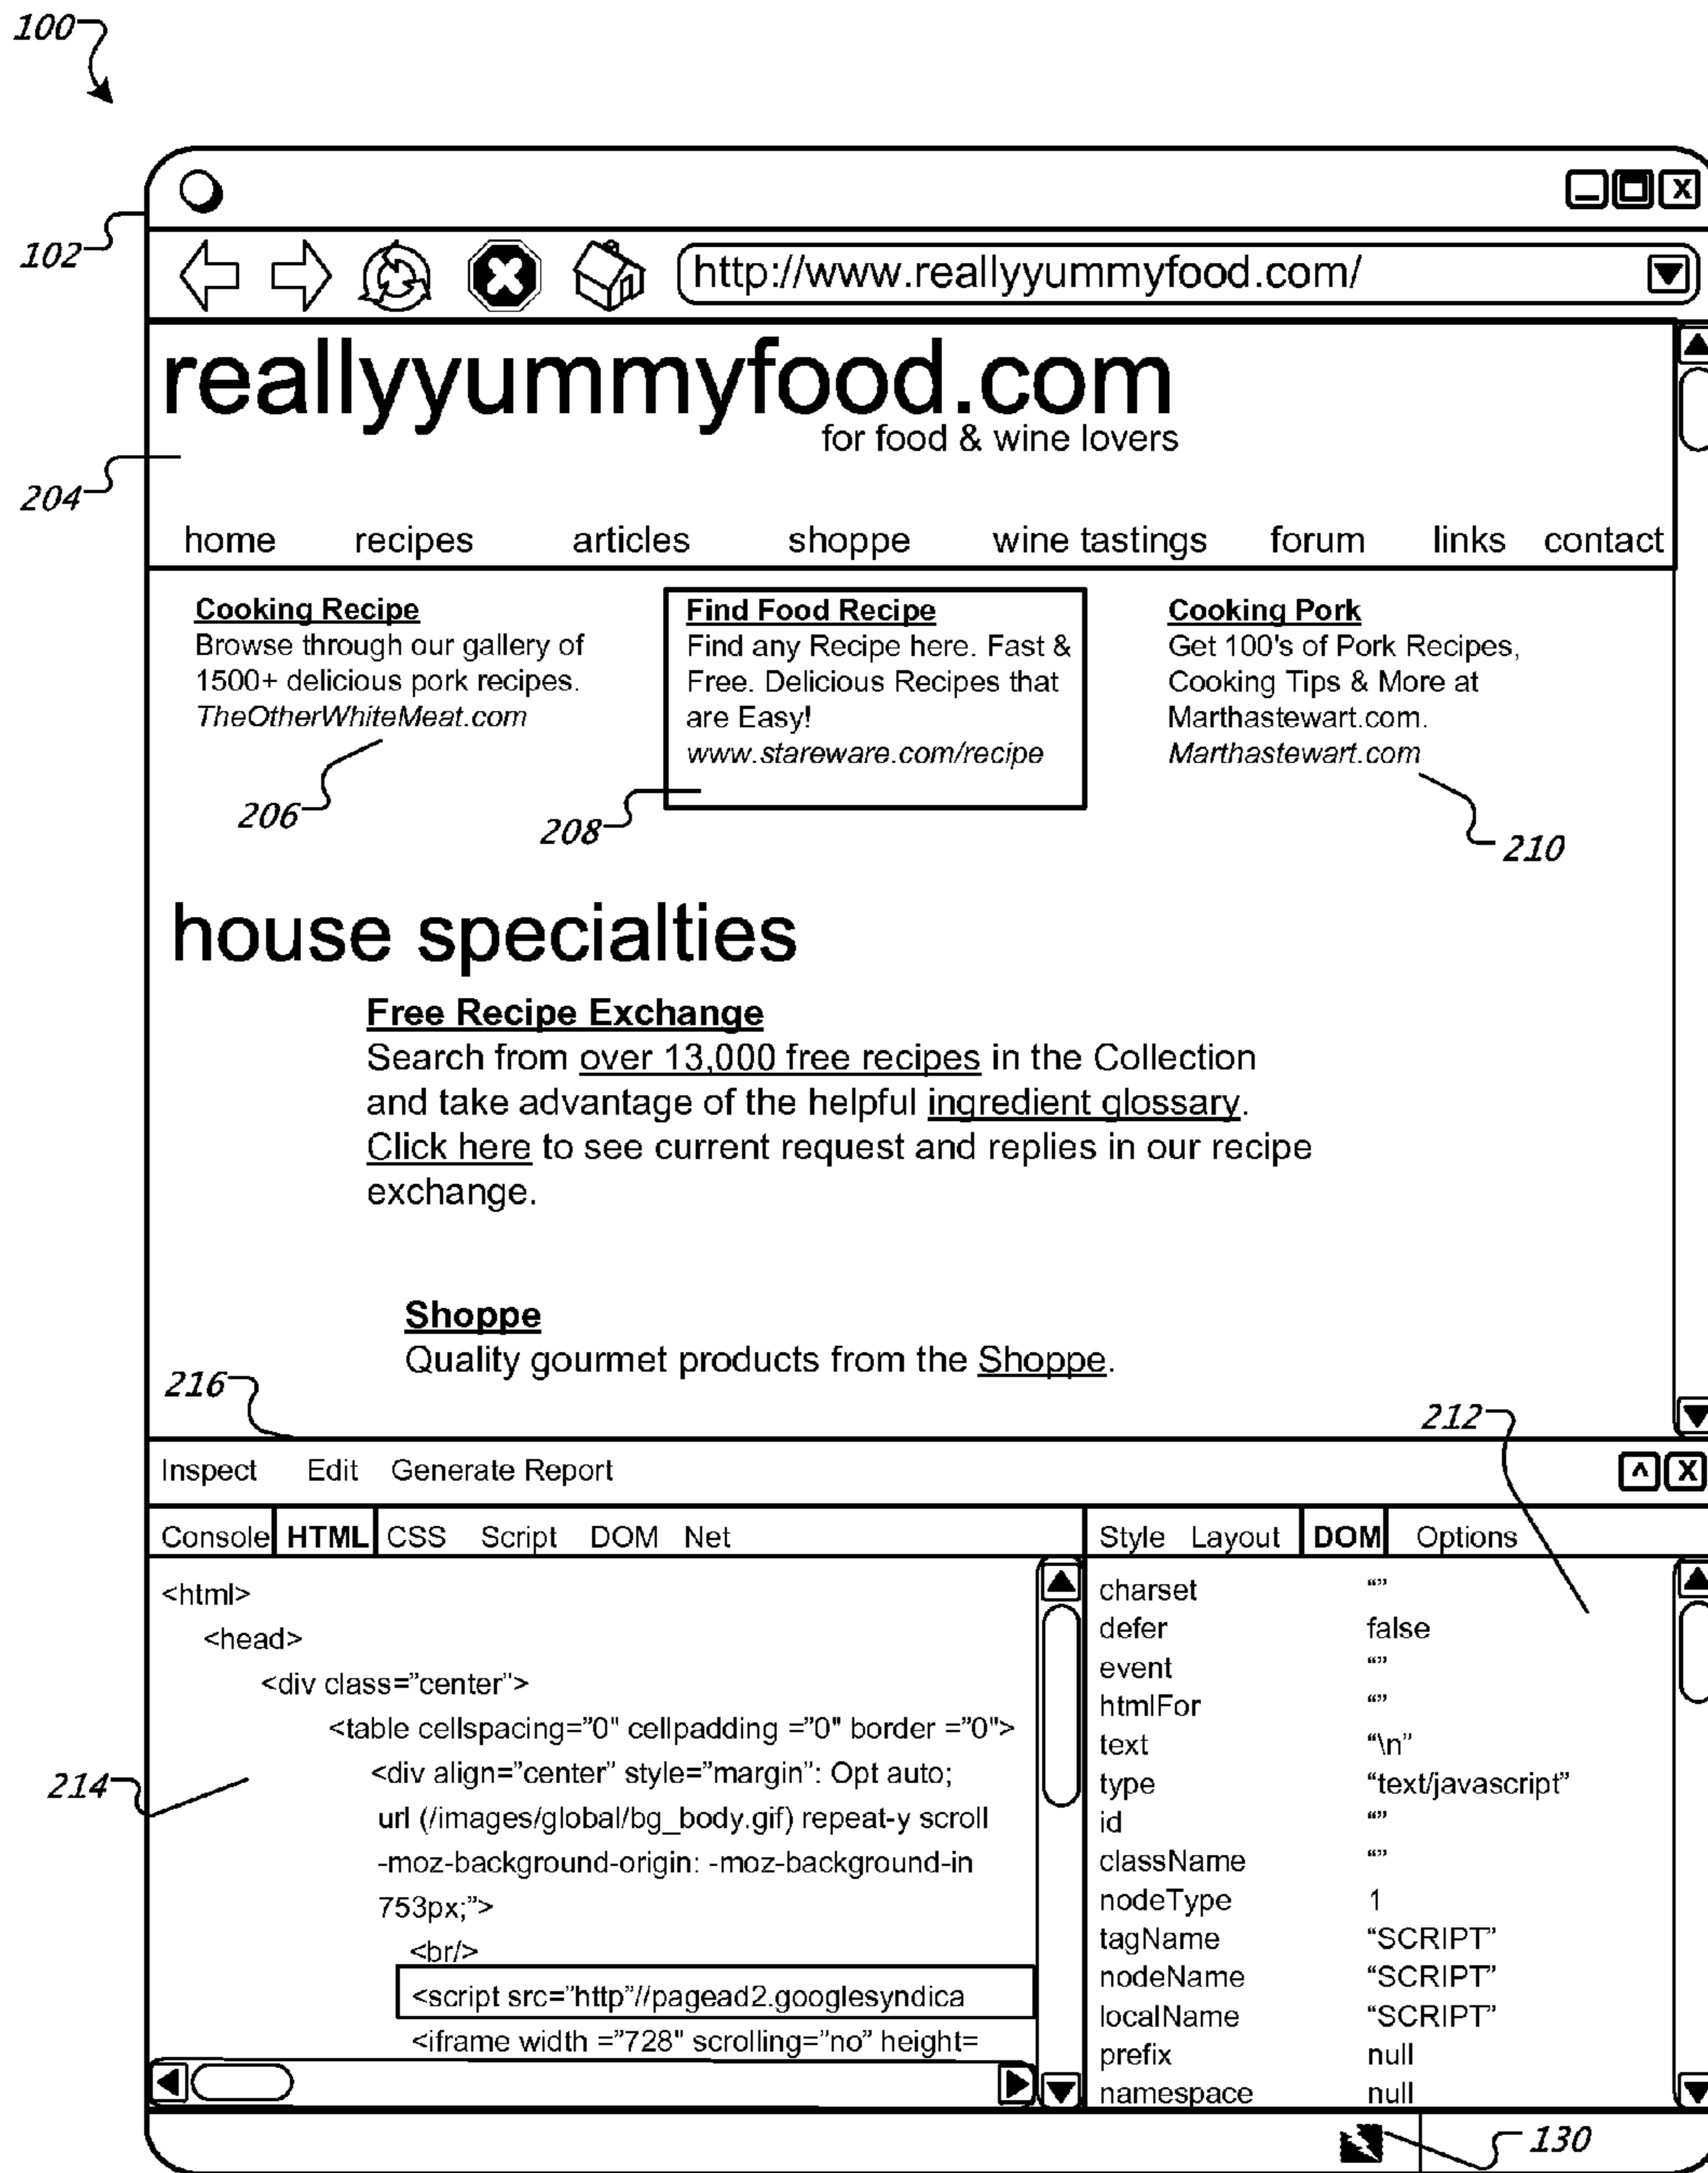 100
102
http://www.reallyyummyfood.com/
X
reallyyummyfood.com
for food & wine lovers
204
home recipes articles shoppe wine tastings forum links contact
Cooking Recipe
Browse through our gallery of
1500+ delicious pork recipes.
TheOtherWhiteMeat.com
206
Find Food Recipe
Find any Recipe here. Fast &
Free. Delicious Recipes that
are Easy!
www.stareware.com/recipe
208
Cooking Pork
Get 100's of Pork Recipes,
Cooking Tips & More at
Marthastewart.com.
Marthastewart.com
210
house specialties
Free Recipe Exchange
Search from over 13,000 free recipes in the Collection
and take advantage of the helpful ingredient glossary.
Click here to see current request and replies in our recipe
exchange.
Shoppe
Quality gourmet products from the Shoppe.
216
212
Inspect Edit Generate Report ^ X
Console HTML CSS Script DOM Net
<html>
<head>
<div class=”center”>
<table cellspacing=”0" cellpadding =”0" border =”0">
<div align=”center” style=”margin”: Opt auto;
url (/images/global/bg_body.gif) repeat-y scroll
-moz-background-origin: -moz-background-in
753px;”>
<br/>
<script src=”http”//pagead2.googlesyndica
<iframe width =”728" scrolling=”no” height=
214
Style Layout DOM Options
charset “”
defer false
event “”
htmlFor “”
text “\n”
type “text/javascript”
id “”
className “”
nodeType 1
tagName “SCRIPT”
nodeName “SCRIPT”
localName “SCRIPT”
prefix null
namespace null
130